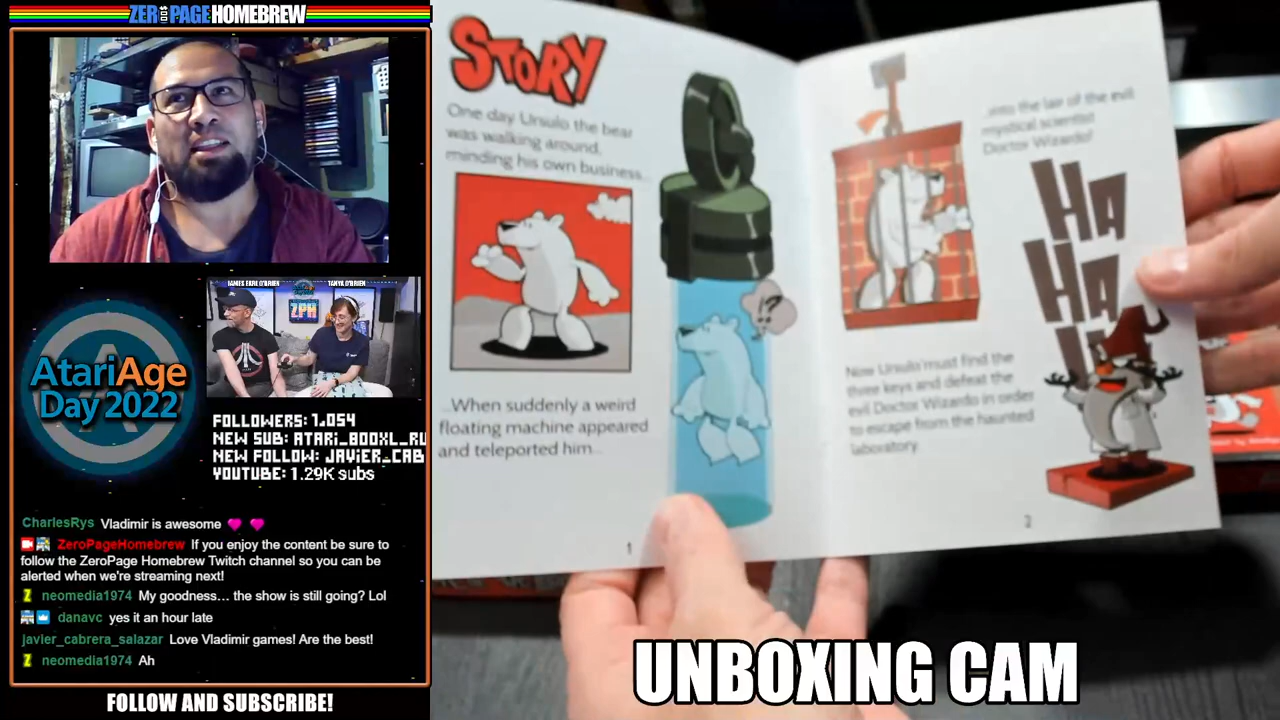 ZEROPAGE HOMEBREW
JAMES EARL O'BRIEN
TANYA O'BRIEN
ZPH
AtariAge
Day 2022
FOLLOWERS: 1,054
NEW SUB: ATARI_800XL_RU
NEW FOLLOW: JAVIER_CAB
YOUTUBE: 1.29K subs
CharlesRys Vladimir is awesome
ZeroPageHomebrew If you enjoy the content be sure to
follow the ZeroPage Homebrew Twitch channel so you can be
alerted when we're streaming next!
neomedia1974 My goodness… the show is still going? Lol
danavc yes it an hour late
javier_cabrera_salazar Love Vladimir games! Are the best!
neomedia1974 Ah
FOLLOW AND SUBSCRIBE!
STORY
One day Ursulo the bear
was walking around,
minding his own business...
...When suddenly a weird
floating machine appeared
and teleported him...
!?
1
...into the lair of the evil
mystical scientist
Doctor Wizardo!
HA
HA
Now Ursulo must find the
three keys and defeat the
evil Doctor Wizardo in order
to escape from the haunted
laboratory.
2
UNBOXING CAM